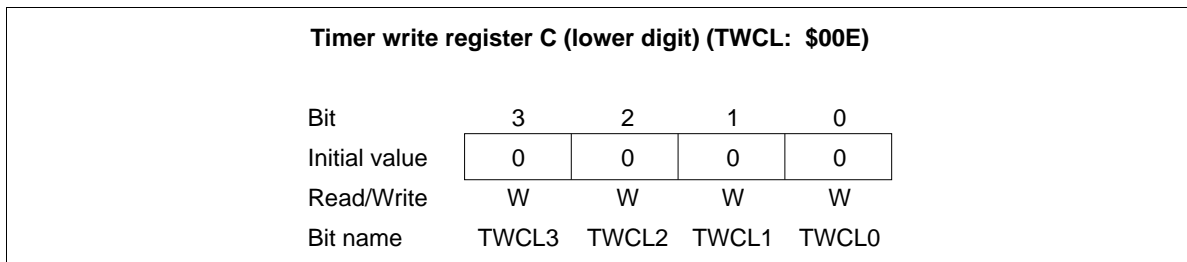 Timer write register C (lower digit) (TWCL: $00E)
Bit 3 2 1 0
Initial value 0 0 0 0
Read/Write W W W W
Bit name TWCL3 TWCL2 TWCL1 TWCL0